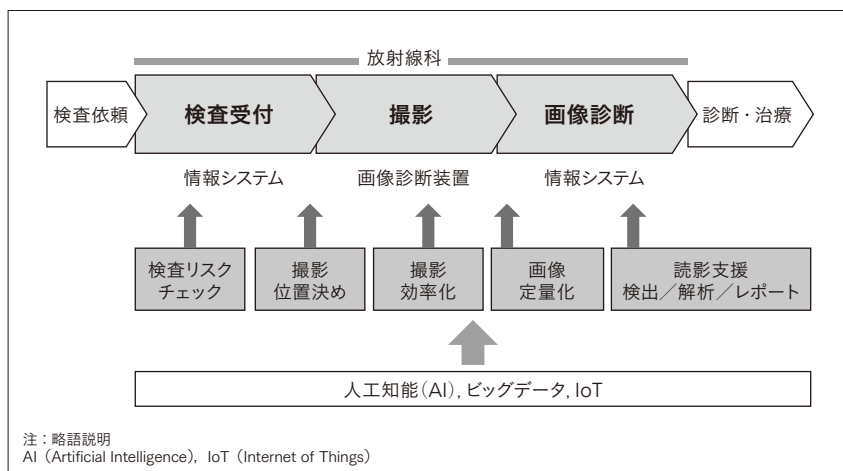 放射線科
検査依頼
検査受付
撮影
画像診断
診断・治療
情報システム
画像診断装置
情報システム
検査リスク
チェック
撮影
位置決め
撮影
効率化
画像
定量化
読影支援
検出／解析／レポート
人工知能（AI）, ビッグデータ, IoT
注：略語説明
AI（Artificial Intelligence）， IoT（Internet of Things）